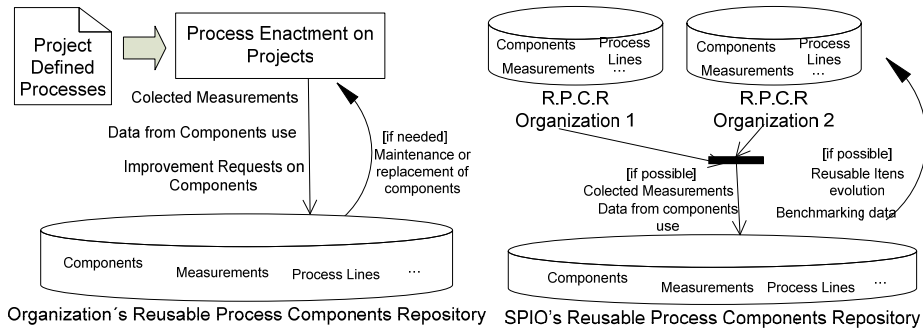 Project
Defined
Processes
Process Enactment on
Projects
Colected Measurements
Data from Components use
Improvement Requests on
Components
[if needed]
Maintenance or
replacement of
components
Components
Measurements
Process Lines
...
Organization´s Reusable Process Components Repository
Components
Process
Lines
Measurements
...
R.P.C.R
Organization 1
Components
Process
Lines
Measurements
...
R.P.C.R
Organization 2
[if possible]
Colected Measurements
Data from components
use
[if possible]
Reusable Itens
evolution
Benchmarking data
Components
Measurements
Process Lines
...
SPIO's Reusable Process Components Repository